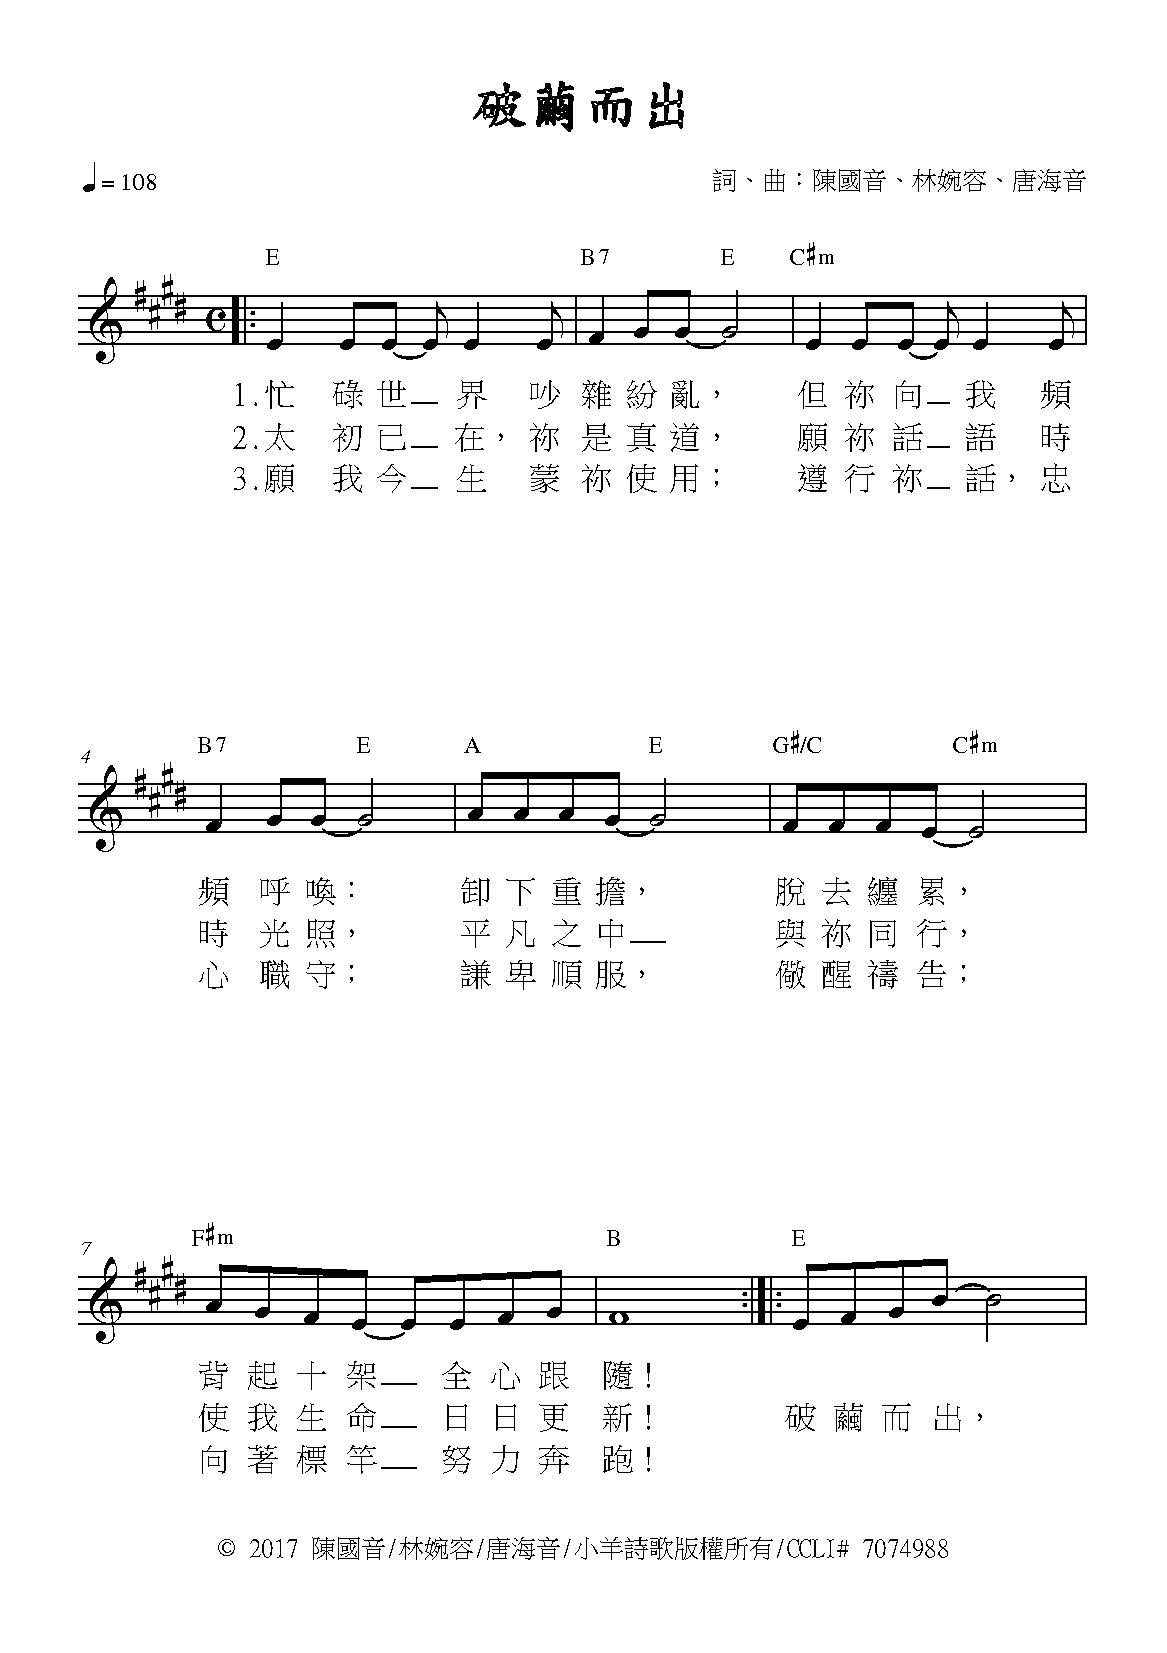 破繭而出
♩= 108
詞、曲：陳國音、林婉容、唐海音
E B7 E C♯m
1.忙 碌 世＿ 界 吵 雜 紛 亂， 但 祢 向＿ 我 頻
2.太 初 已＿ 在， 祢 是 真 道， 願 祢 話＿ 語 時
3.願 我 今＿ 生 蒙 祢 使 用； 遵 行 祢＿ 話， 忠
4
B7 E A E G♯/C C♯m
頻 呼 喚： 卸 下 重 擔， 脫 去 纏 累，
時 光 照， 平 凡 之 中＿ 與 祢 同 行，
心 職 守； 謙 卑 順 服， 儆 醒 禱 告；
7
F♯m B E
背 起 十 架＿ 全 心 跟 隨！
使 我 生 命＿ 日 日 更 新！ 破 繭 而 出，
向 著 標 竿＿ 努 力 奔 跑！
© 2017 陳國音/林婉容/唐海音/小羊詩歌版權所有/CCLI# 7074988